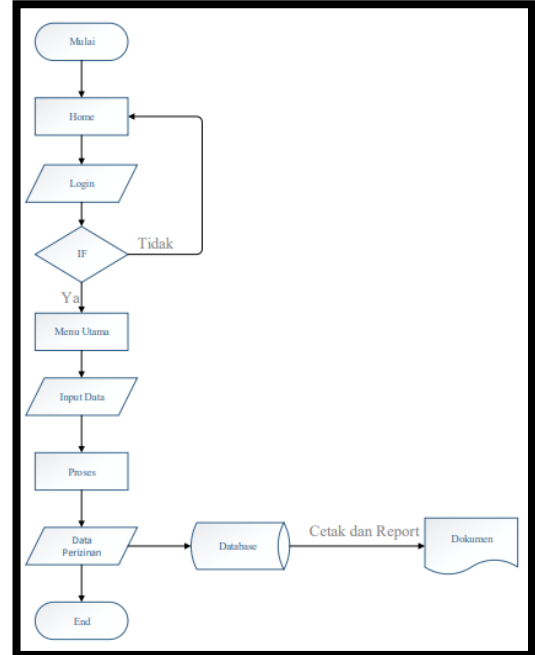 Mulai
Home
Login
IF
Tidak
Ya
Menu Utama
Input Data
Proses
Data
Perizinan
Database
Cetak dan Report
Dokumen
End